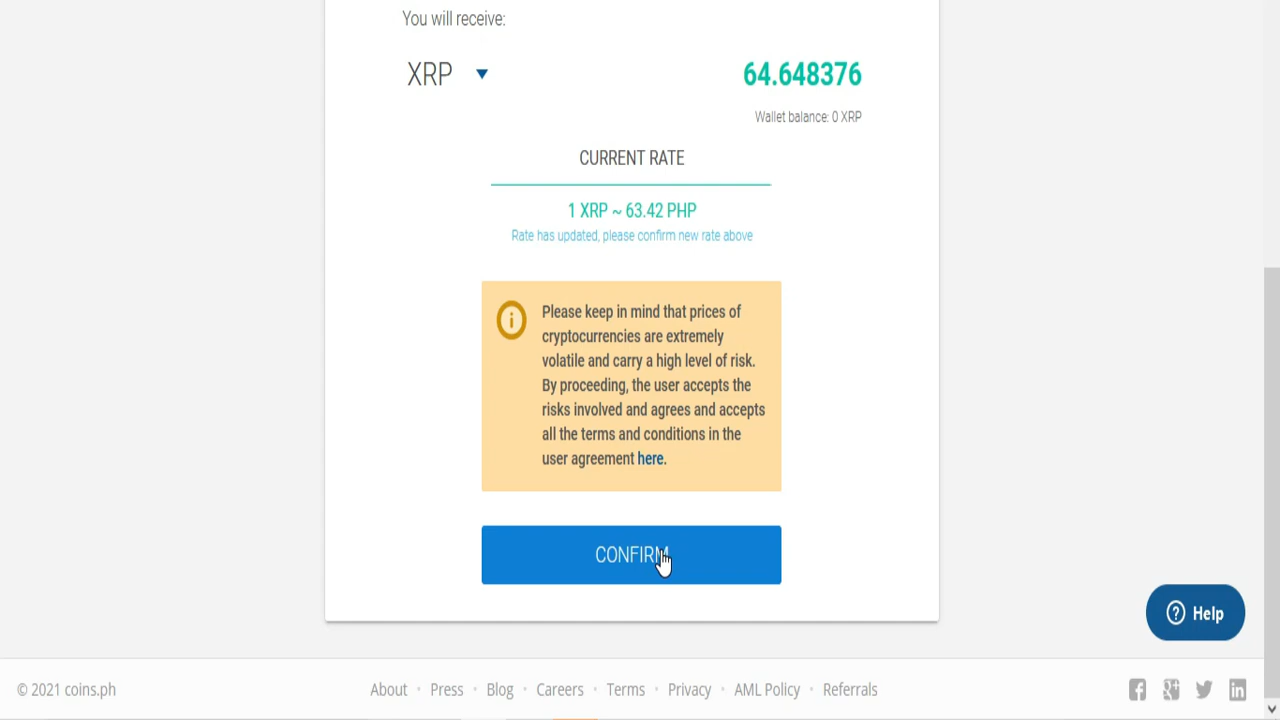 You will receive:
XRP 64.648376
Wallet balance: 0 XRP
CURRENT RATE
1 XRP ~ 63.42 PHP
Rate has updated, please confirm new rate above
Please keep in mind that prices of
cryptocurrencies are extremely
volatile and carry a high level of risk.
By proceeding, the user accepts the
risks involved and agrees and accepts
all the terms and conditions in the
user agreement here.
CONFIRM
Help
© 2021 coins.ph About • Press • Blog • Careers • Terms • Privacy • AML Policy • Referrals